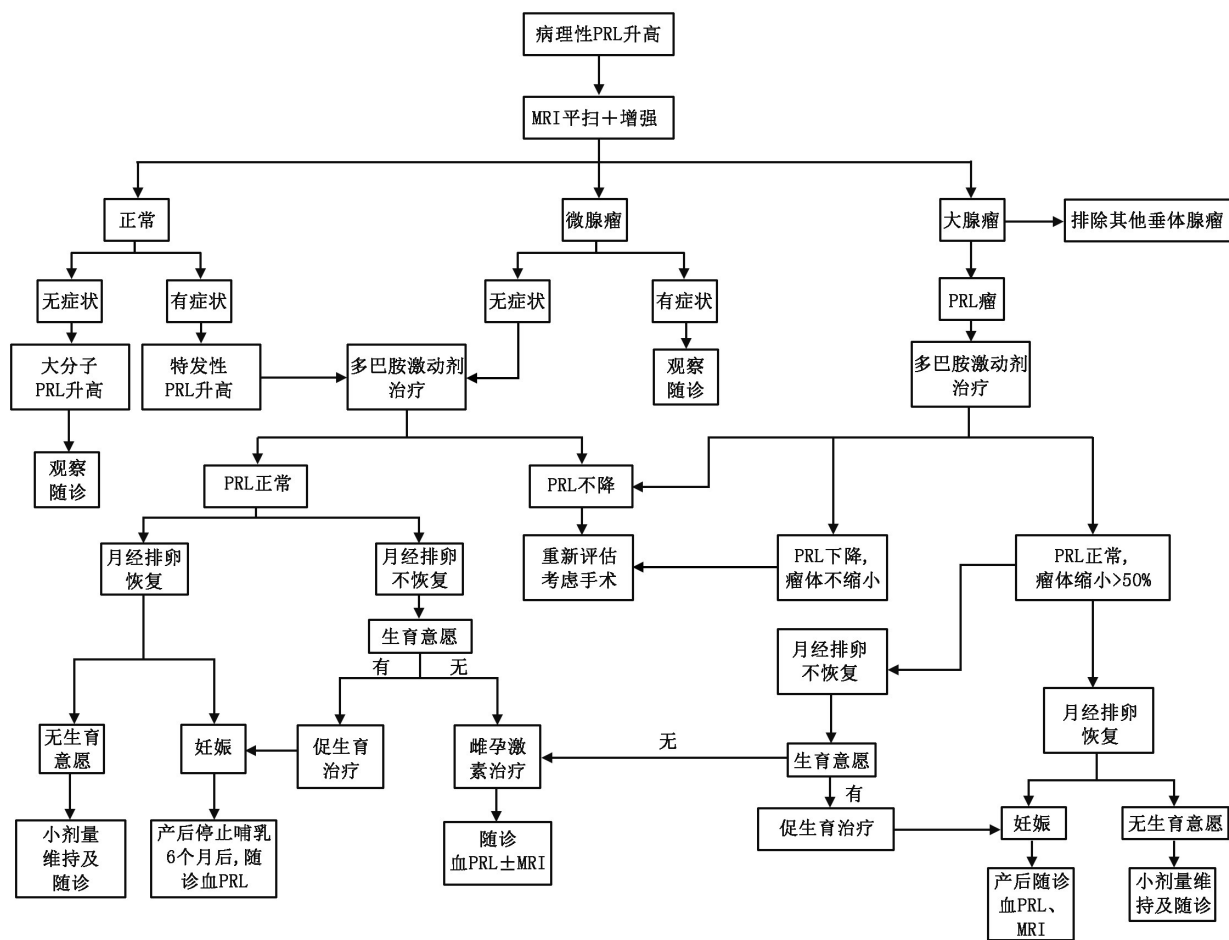 病理性PRL升高
MRI平扫＋增强
正常
微腺瘤
大腺瘤
排除其他垂体腺瘤
无症状
有症状
无症状
有症状
PRL瘤
大分子
PRL升高
特发性
PRL升高
多巴胺激动剂
治疗
观察
随诊
多巴胺激动剂
治疗
观察
随诊
PRL正常
PRL不降
月经排卵
恢复
月经排卵
不恢复
重新评估
考虑手术
PRL下降,
瘤体不缩小
PRL正常,
瘤体缩小>50%
生育意愿
有
无
月经排卵
不恢复
月经排卵
恢复
无生育
意愿
妊娠
促生育
治疗
雌孕激
素治疗
无
生育意愿
有
小剂量
维持及
随诊
产后停止哺乳
6个月后,随
诊血PRL
随诊
血PRL±MRI
促生育治疗
妊娠
无生育意愿
产后随诊
血PRL、
MRI
小剂量维
持及随诊